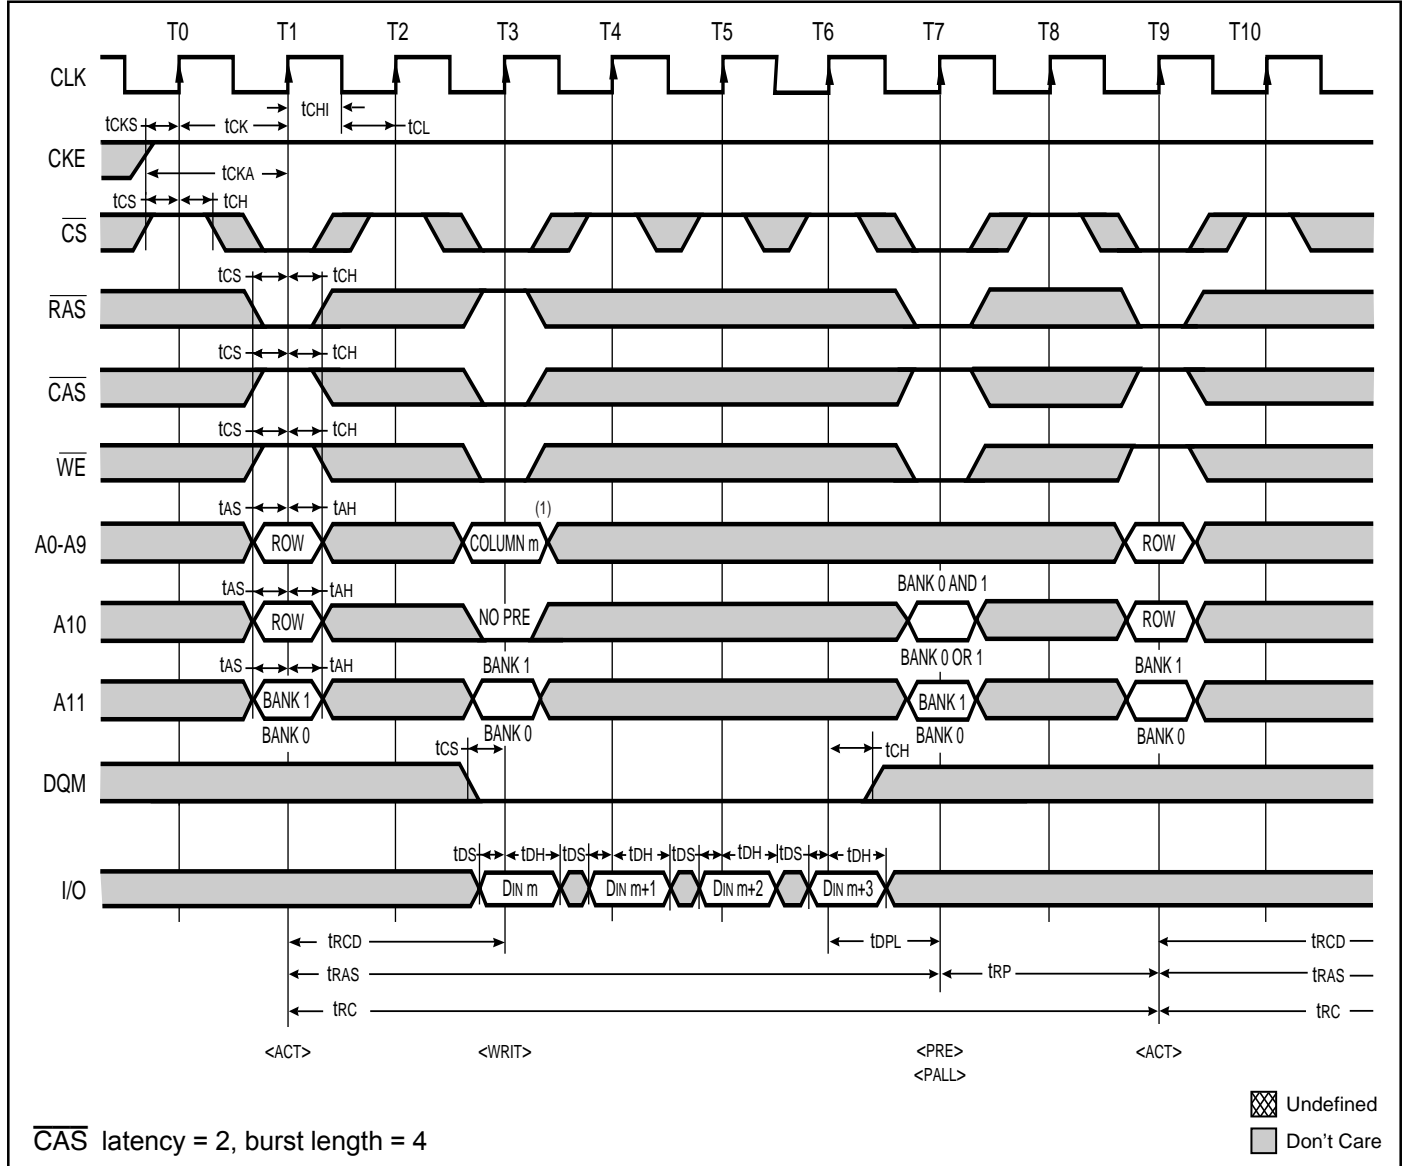 T0 T1 T2 T3 T4 T5 T6 T7 T8 T9 T10
CLK
tCHI
tCKS tCK tCL
CKE
tCKA
tCS tCH
CS
tCS tCH
RAS
tCS tCH
CAS
tCS tCH
WE
tAS tAH (1)
A0-A9 ROW COLUMN m ROW
tAS tAH BANK 0 AND 1
A10 ROW NO PRE ROW
tAS tAH BANK 1 BANK 0 OR 1 BANK 1
A11 BANK 1 BANK 1
BANK 0 BANK 0 BANK 0 BANK 0
tCS tCH
DQM
tDS tDH tDS tDH tDS tDH tDS tDH
I/O DIN m DIN m+1 DIN m+2 DIN m+3
tRCD tDPL tRCD
tRAS tRP tRAS
tRC tRC
<ACT> <WRIT> <PRE> <ACT>
<PALL>
Undefined
CAS latency = 2, burst length = 4
Don't Care